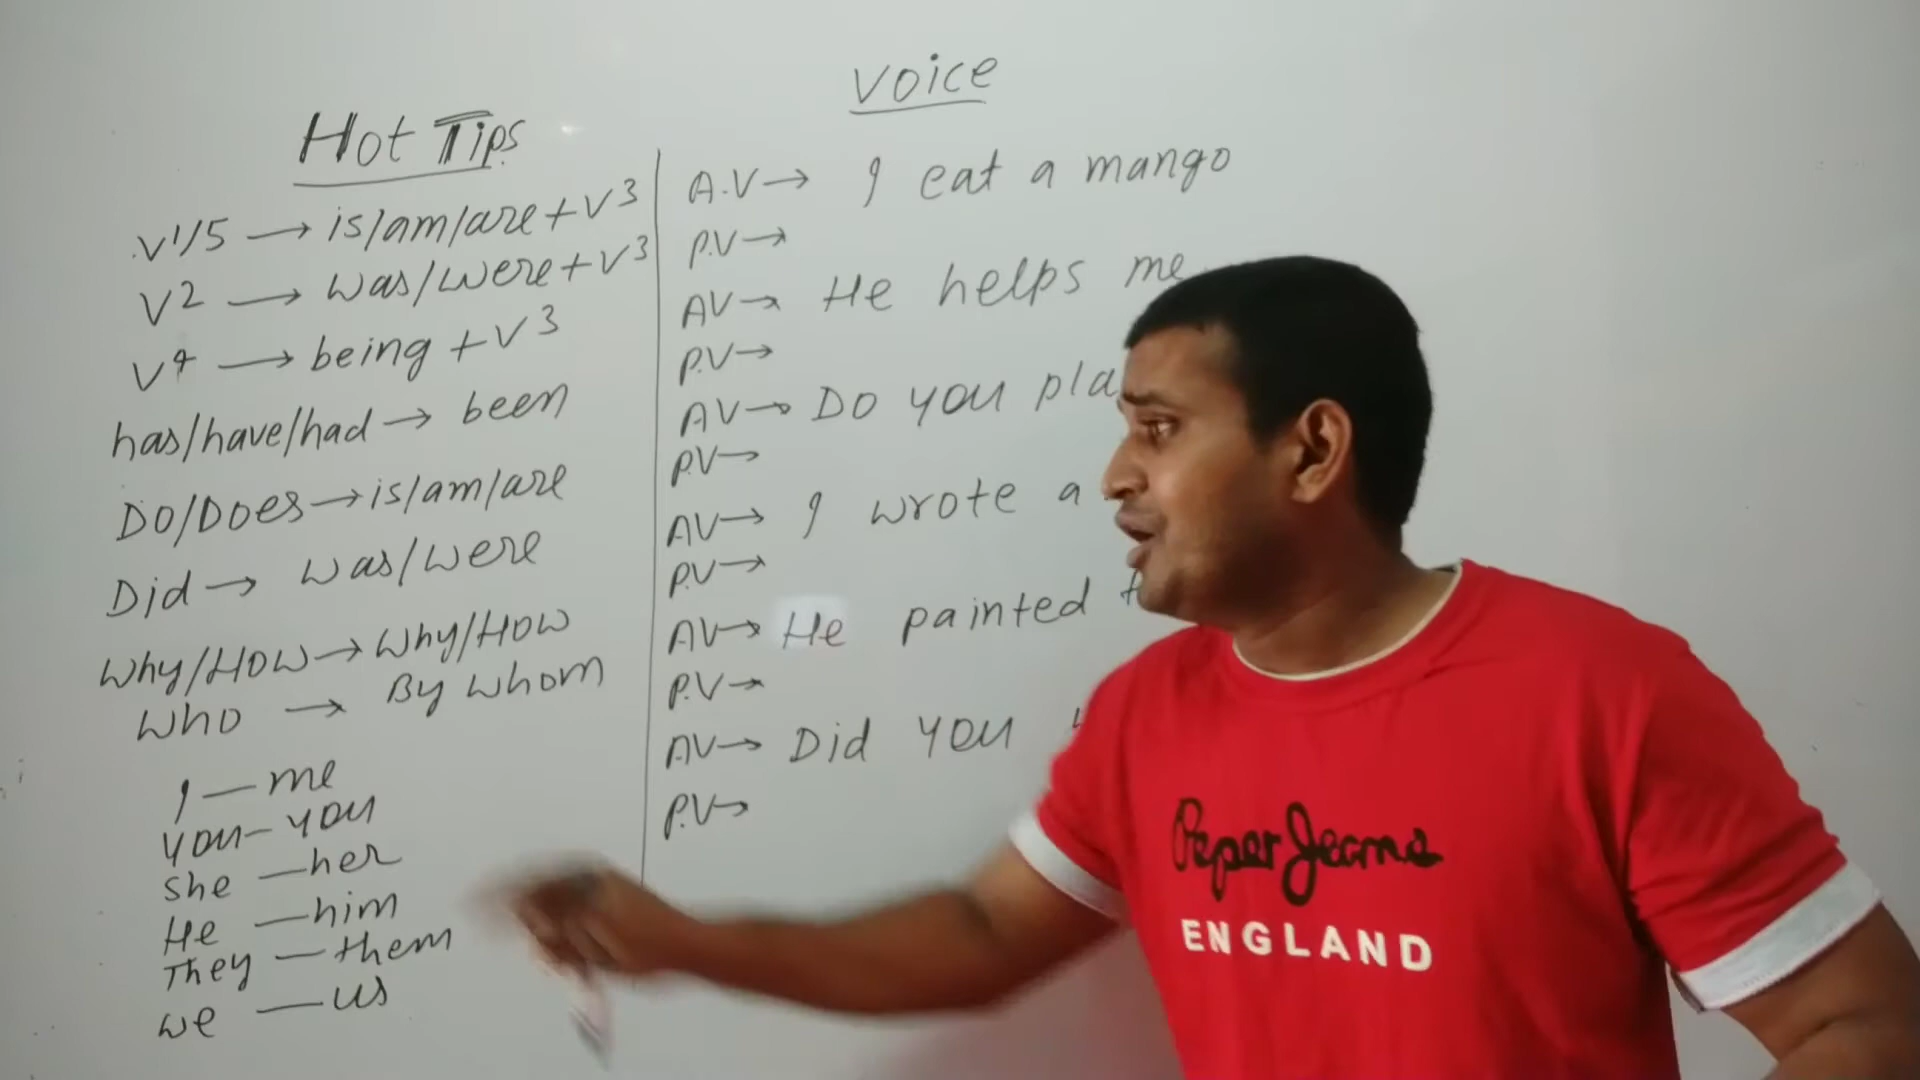 Voice
Hot Tips
V1/5 → is/am/are + V3
V2 → was/were + V3
V4 → being + V3
has/have/had → been
Do/Does → is/am/are
Did → was/were
Why/How → Why/How
Who → By whom
I — me
You — you
She — her
He — him
They — them
we — us
A.V → I eat a mango
P.V →
AV → He helps me
P.V →
AV → Do you
P.V →
AV → I wrote a
P.V →
AV → He painted
P.V →
AV → Did you
P.V →
Pepe Jeans
ENGLAND